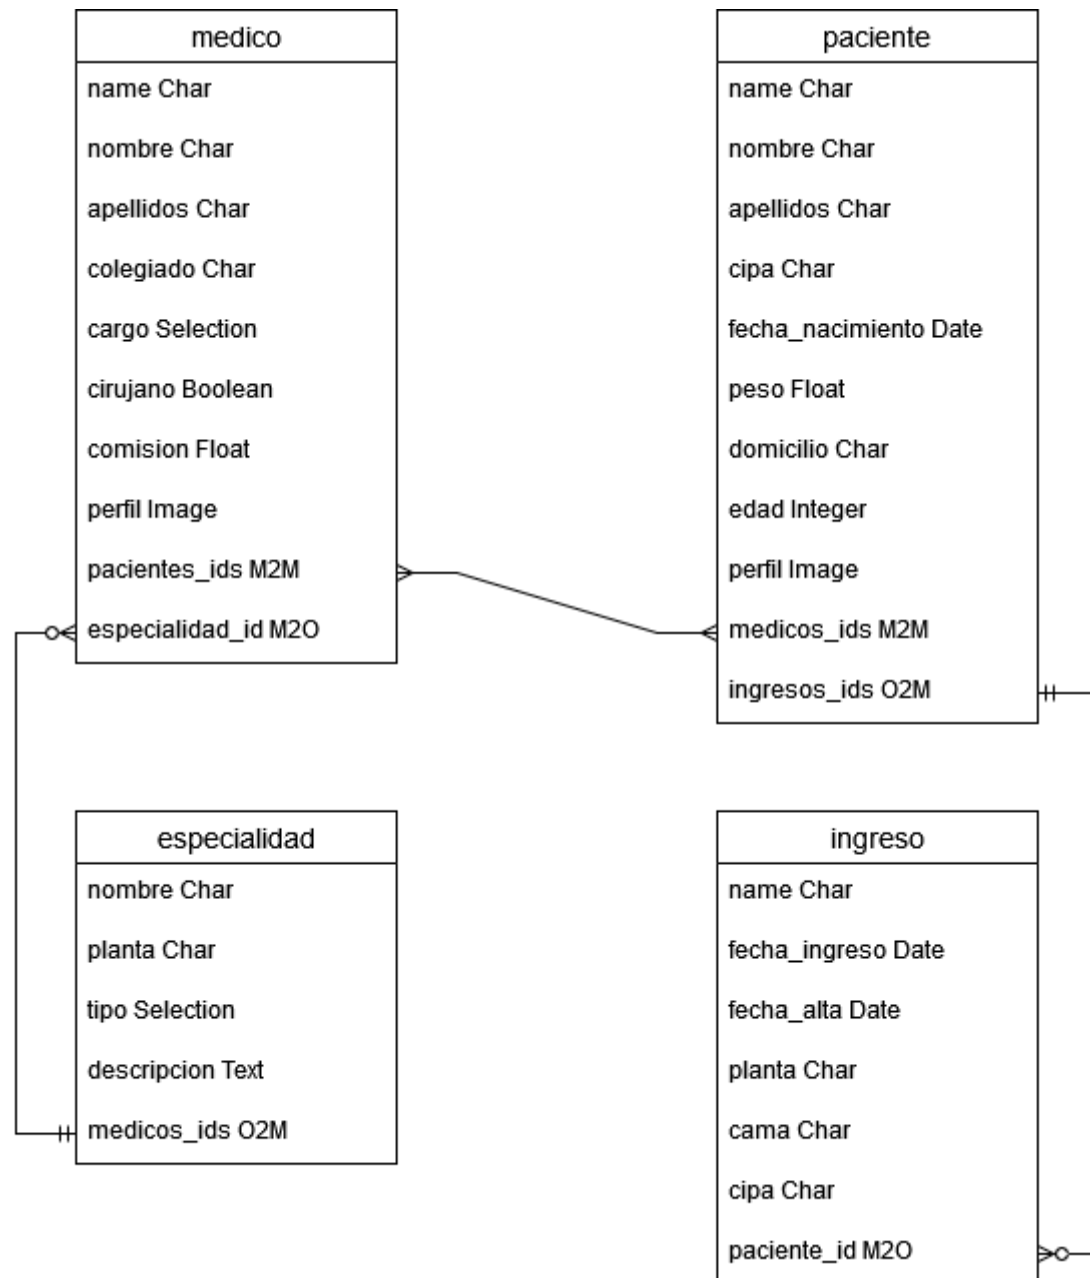 medico
name Char
nombre Char
apellidos Char
colegiado Char
cargo Selection
cirujano Boolean
comision Float
perfil Image
pacientes_ids M2M
especialidad_id M2O
paciente
name Char
nombre Char
apellidos Char
cipa Char
fecha_nacimiento Date
peso Float
domicilio Char
edad Integer
perfil Image
medicos_ids M2M
ingresos_ids O2M
especialidad
nombre Char
planta Char
tipo Selection
descripcion Text
medicos_ids O2M
ingreso
name Char
fecha_ingreso Date
fecha_alta Date
planta Char
cama Char
cipa Char
paciente_id M2O